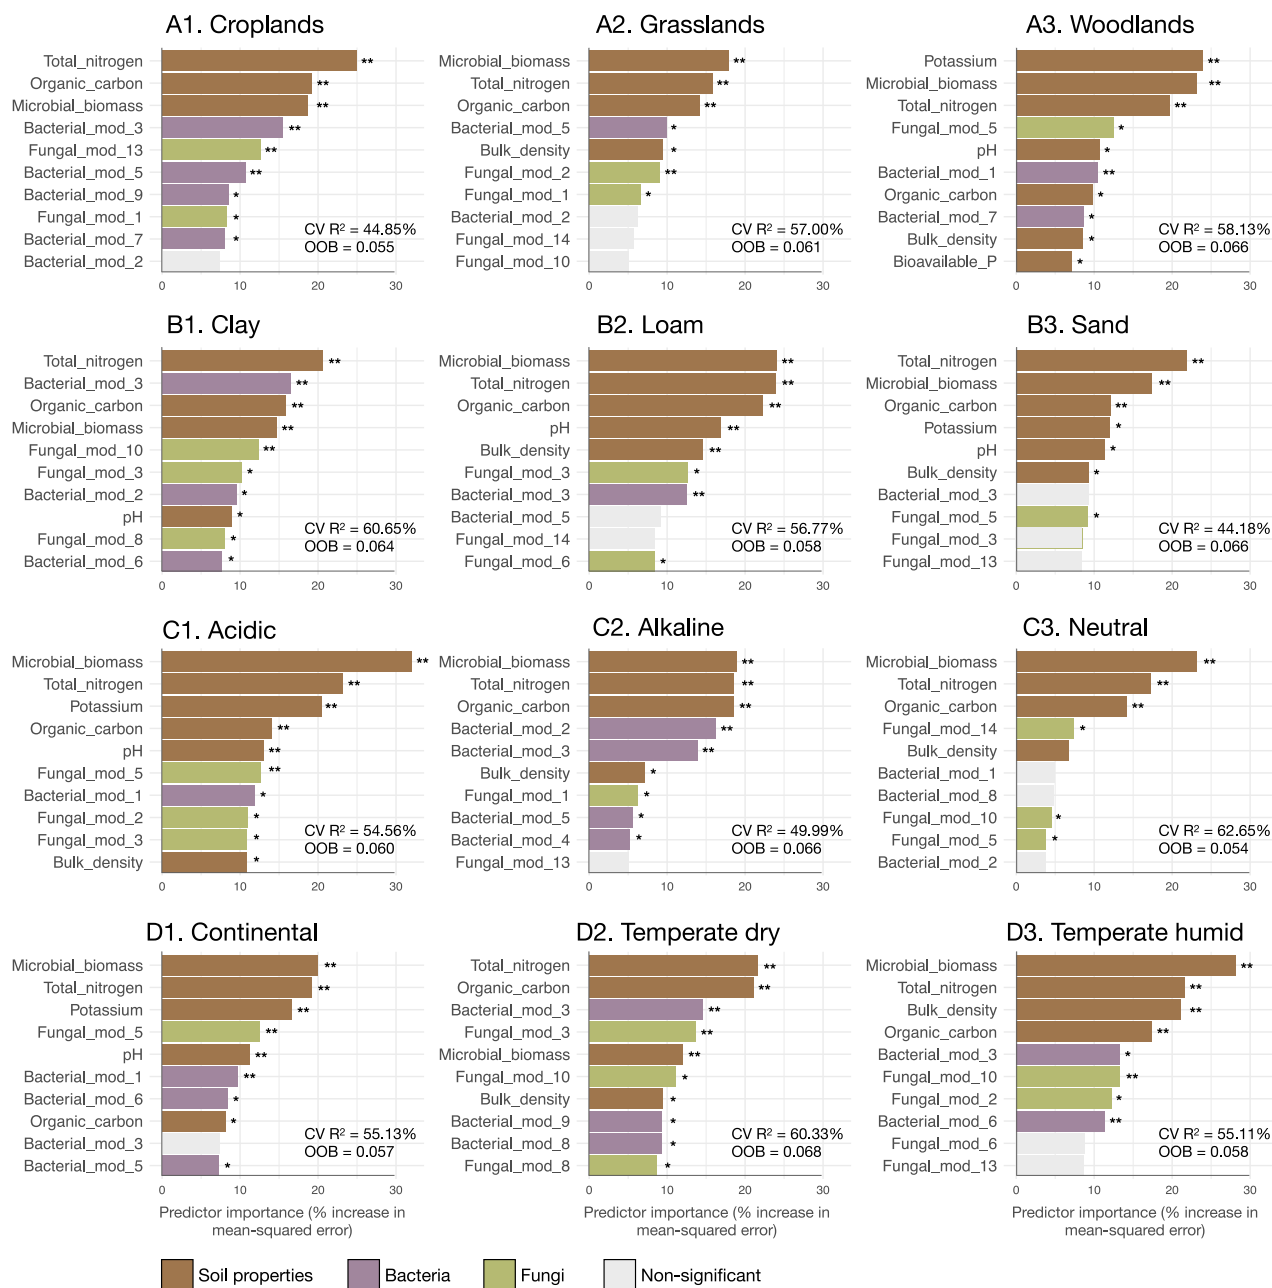 A1. Croplands
Total_nitrogen **
Organic_carbon **
Microbial_biomass **
Bacterial_mod_3 **
Fungal_mod_13 **
Bacterial_mod_5 **
Bacterial_mod_9 *
Fungal_mod_1 *
Bacterial_mod_7 *
Bacterial_mod_2
CV R² = 44.85%
OOB = 0.055
0 10 20 30
A2. Grasslands
Microbial_biomass **
Total_nitrogen **
Organic_carbon **
Bacterial_mod_5 *
Bulk_density *
Fungal_mod_2 **
Fungal_mod_1 *
Bacterial_mod_2
Fungal_mod_14
Fungal_mod_10
CV R² = 57.00%
OOB = 0.061
0 10 20 30
A3. Woodlands
Potassium **
Microbial_biomass **
Total_nitrogen **
Fungal_mod_5 *
pH *
Bacterial_mod_1 **
Organic_carbon *
Bacterial_mod_7 *
Bulk_density *
Bioavailable_P *
CV R² = 58.13%
OOB = 0.066
0 10 20 30
B1. Clay
Total_nitrogen **
Bacterial_mod_3 **
Organic_carbon **
Microbial_biomass **
Fungal_mod_10 **
Fungal_mod_3 *
Bacterial_mod_2 *
pH *
Fungal_mod_8 *
Bacterial_mod_6 *
CV R² = 60.65%
OOB = 0.064
0 10 20 30
B2. Loam
Microbial_biomass **
Total_nitrogen **
Organic_carbon **
pH **
Bulk_density **
Fungal_mod_3 *
Bacterial_mod_3 **
Bacterial_mod_5
Fungal_mod_14
Fungal_mod_6 *
CV R² = 56.77%
OOB = 0.058
0 10 20 30
B3. Sand
Total_nitrogen **
Microbial_biomass **
Organic_carbon **
Potassium *
pH *
Bulk_density *
Bacterial_mod_3
Fungal_mod_5 *
Fungal_mod_3
Fungal_mod_13
CV R² = 44.18%
OOB = 0.066
0 10 20 30
C1. Acidic
Microbial_biomass **
Total_nitrogen **
Potassium **
Organic_carbon **
pH **
Fungal_mod_5 **
Bacterial_mod_1 *
Fungal_mod_2 *
Fungal_mod_3 *
Bulk_density *
CV R² = 54.56%
OOB = 0.060
0 10 20 30
C2. Alkaline
Microbial_biomass **
Total_nitrogen **
Organic_carbon **
Bacterial_mod_2 **
Bacterial_mod_3 **
Bulk_density *
Fungal_mod_1 *
Bacterial_mod_5 *
Bacterial_mod_4 *
Fungal_mod_13
CV R² = 49.99%
OOB = 0.066
0 10 20 30
C3. Neutral
Microbial_biomass **
Total_nitrogen **
Organic_carbon **
Fungal_mod_14 *
Bulk_density
Bacterial_mod_1
Bacterial_mod_8
Fungal_mod_10 *
Fungal_mod_5 *
Bacterial_mod_2
CV R² = 62.65%
OOB = 0.054
0 10 20 30
D1. Continental
Microbial_biomass **
Total_nitrogen **
Potassium **
Fungal_mod_5 **
pH **
Bacterial_mod_1 **
Bacterial_mod_6 *
Organic_carbon *
Bacterial_mod_3
Bacterial_mod_5 *
CV R² = 55.13%
OOB = 0.057
0 10 20 30
Predictor importance (% increase in
mean-squared error)
D2. Temperate dry
Total_nitrogen **
Organic_carbon **
Bacterial_mod_3 **
Fungal_mod_3 **
Microbial_biomass **
Fungal_mod_10 *
Bulk_density *
Bacterial_mod_9 *
Bacterial_mod_8 *
Fungal_mod_8 *
CV R² = 60.33%
OOB = 0.068
0 10 20 30
Predictor importance (% increase in
mean-squared error)
D3. Temperate humid
Microbial_biomass **
Total_nitrogen **
Bulk_density **
Organic_carbon **
Bacterial_mod_3 *
Fungal_mod_10 **
Fungal_mod_2 *
Bacterial_mod_6 **
Fungal_mod_6
Fungal_mod_13
CV R² = 55.11%
OOB = 0.058
0 10 20 30
Predictor importance (% increase in
mean-squared error)
Soil properties Bacteria Fungi Non-significant